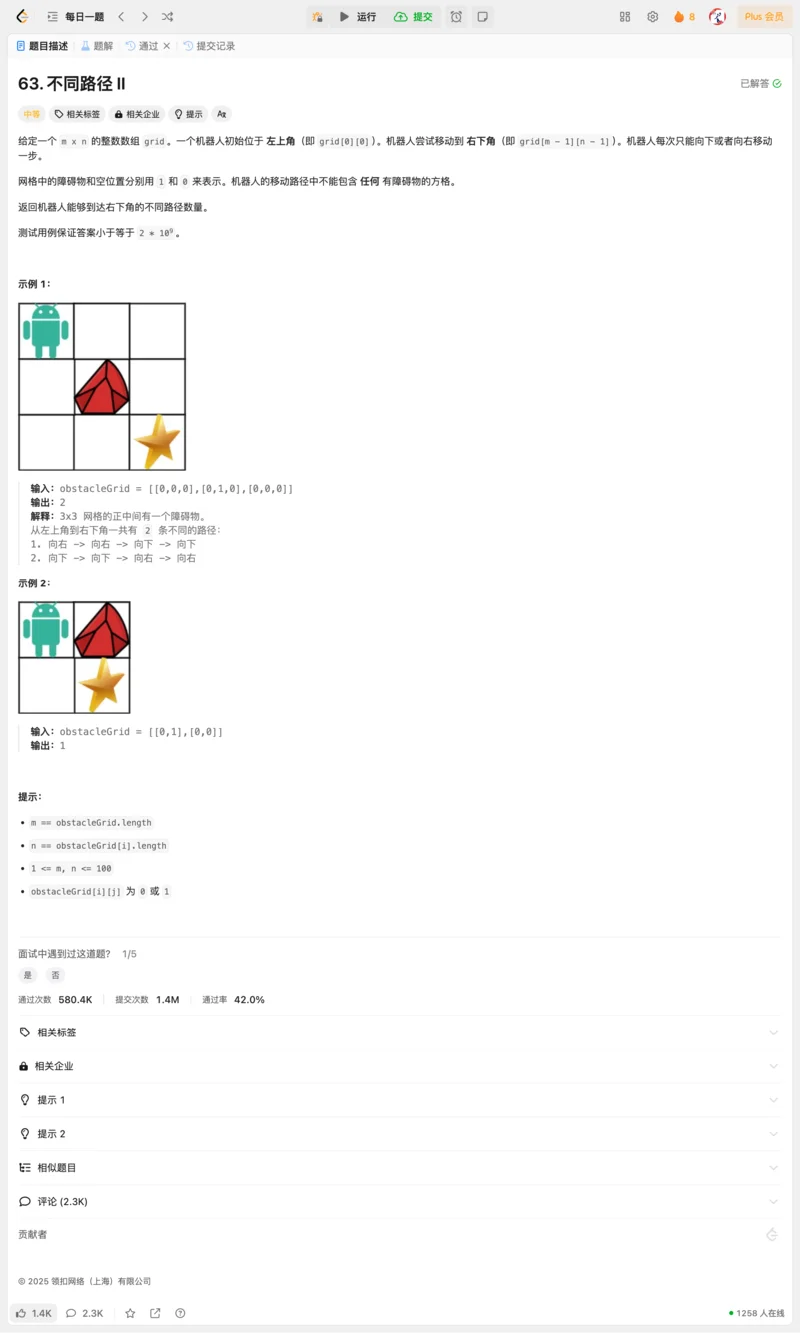 每日一题 运行 提交 8 Plus 会员
题目描述 题解 通过 × 提交记录
63. 不同路径 II 已解答
中等 相关标签 相关企业 提示
给定一个 m x n 的整数数组 grid。一个机器人初始位于 左上角（即 grid[0][0]）。机器人尝试移动到 右下角（即 grid[m - 1][n - 1]）。机器人每次只能向下或者向右移动
一步。
网格中的障碍物和空位置分别用 1 和 0 来表示。机器人的移动路径中不能包含 任何 有障碍物的方格。
返回机器人能够到达右下角的不同路径数量。
测试用例保证答案小于等于 2 * 10⁹。
示例 1：
输入：obstacleGrid = [[0,0,0],[0,1,0],[0,0,0]]
输出：2
解释：3x3 网格的正中间有一个障碍物。
从左上角到右下角一共有 2 条不同的路径：
1. 向右 -> 向右 -> 向下 -> 向下
2. 向下 -> 向下 -> 向右 -> 向右
示例 2：
输入：obstacleGrid = [[0,1],[0,0]]
输出：1
提示：
• m == obstacleGrid.length
• n == obstacleGrid[i].length
• 1 <= m, n <= 100
• obstacleGrid[i][j] 为 0 或 1
面试中遇到过这道题? 1/5
是 否
通过次数 580.4K 提交次数 1.4M 通过率 42.0%
相关标签
相关企业
提示 1
提示 2
相似题目
评论 (2.3K)
贡献者
© 2025 领扣网络（上海）有限公司
1.4K 2.3K 1258 人在线